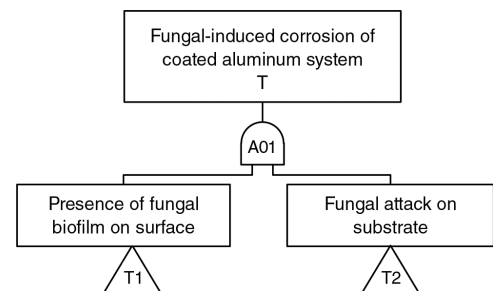 Fungal-induced corrosion of
coated aluminum system
T
A01
Presence of fungal
biofilm on surface
Fungal attack on
substrate
T1
T2